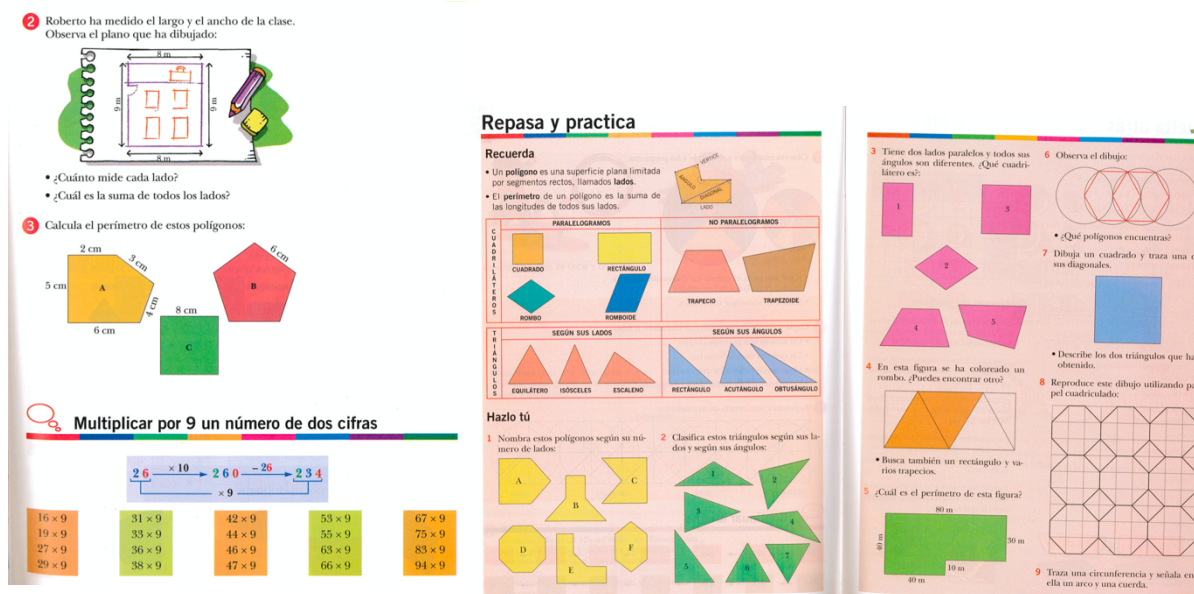 2 Roberto ha medido el largo y el ancho de la clase.
Observa el plano que ha dibujado:
8 m
9 m
9 m
8 m
• ¿Cuánto mide cada lado?
• ¿Cuál es la suma de todos los lados?
3 Calcula el perímetro de estos polígonos:
2 cm
3 cm
5 cm
A
4 cm
6 cm
6 cm
B
8 cm
C
Multiplicar por 9 un número de dos cifras
26 × 10 260 − 26 234
× 9
16 × 9
19 × 9
27 × 9
29 × 9
31 × 9
33 × 9
36 × 9
38 × 9
42 × 9
44 × 9
46 × 9
47 × 9
53 × 9
55 × 9
63 × 9
66 × 9
67 × 9
75 × 9
83 × 9
94 × 9
Repasa y practica
Recuerda
• Un polígono es una superficie plana limitada
por segmentos rectos, llamados lados.
• El perímetro de un polígono es la suma de
las longitudes de todos sus lados.
VÉRTICE
ÁNGULO
DIAGONAL
LADO
CUADRILÁTEROS
PARALELOGRAMOS
NO PARALELOGRAMOS
CUADRADO
RECTÁNGULO
ROMBO
ROMBOIDE
TRAPECIO
TRAPEZOIDE
TRIÁNGULOS
SEGÚN SUS LADOS
SEGÚN SUS ÁNGULOS
EQUILÁTERO
ISÓSCELES
ESCALENO
RECTÁNGULO
ACUTÁNGULO
OBTUSÁNGULO
Hazlo tú
1 Nombra estos polígonos según su nú-
mero de lados:
A
B
C
D
E
F
2 Clasifica estos triángulos según sus la-
dos y según sus ángulos:
1
2
3
4
5
6
7
3 Tiene dos lados paralelos y todos sus
ángulos son diferentes. ¿Qué cuadri-
látero es?:
1
3
2
4
5
4 En esta figura se ha coloreado un
rombo. ¿Puedes encontrar otro?
• Busca también un rectángulo y va-
rios trapecios.
5 ¿Cuál es el perímetro de esta figura?
80 m
40 m
30 m
10 m
40 m
6 Observa el dibujo:
• ¿Qué polígonos encuentras?
7 Dibuja un cuadrado y traza una
sus diagonales.
• Describe los dos triángulos que ha
obtenido.
8 Reproduce este dibujo utilizando pa
pel cuadriculado:
9 Traza una circunferencia y señala en
ella un arco y una cuerda.